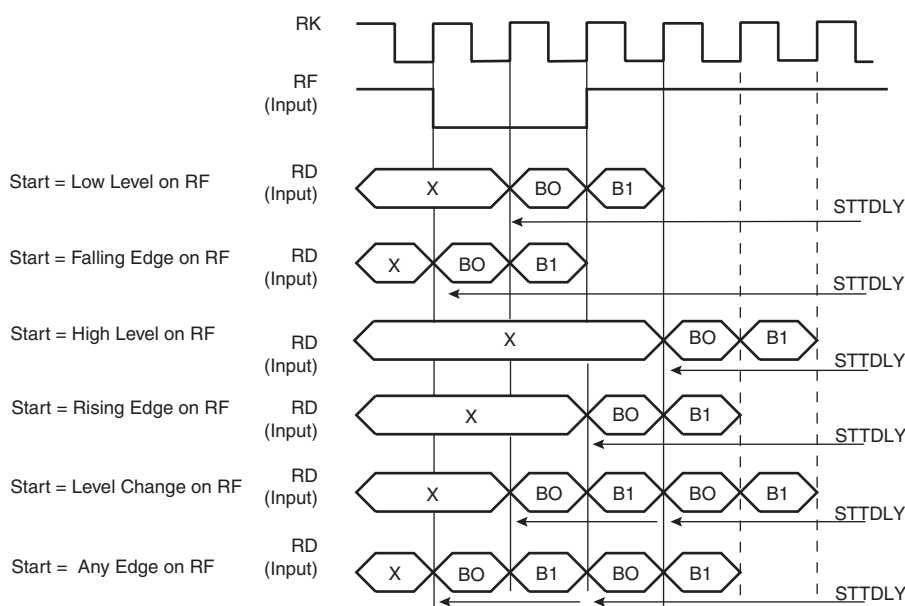 RK
RF
(Input)
Start = Low Level on RF
RD
(Input)
X
BO
B1
STTDLY
Start = Falling Edge on RF
RD
(Input)
X
BO
B1
STTDLY
Start = High Level on RF
RD
(Input)
X
BO
B1
STTDLY
Start = Rising Edge on RF
RD
(Input)
X
BO
B1
STTDLY
Start = Level Change on RF
RD
(Input)
X
BO
B1
BO
B1
STTDLY
Start = Any Edge on RF
RD
(Input)
X
BO
B1
BO
B1
STTDLY